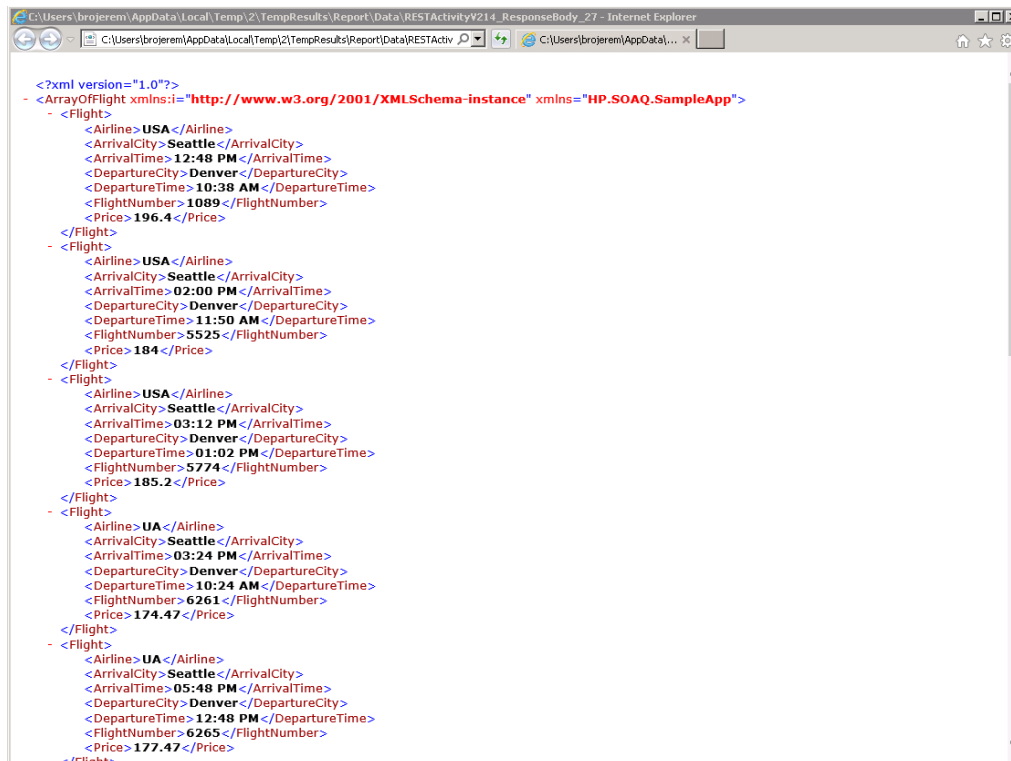 C:\Users\brojerem\AppData\Local\Temp\2\TempResults\Report\Data\RESTActivity¥214_ResponseBody_27 - Internet Explorer
C:\Users\brojerem\AppData\Local\Temp\2\TempResults\Report\Data\RESTActiv
C:\Users\brojerem\AppData\... ×
<?xml version="1.0"?>
- <ArrayOfFlight xmlns:i="http://www.w3.org/2001/XMLSchema-instance" xmlns="HP.SOAQ.SampleApp">
- <Flight>
<Airline>USA</Airline>
<ArrivalCity>Seattle</ArrivalCity>
<ArrivalTime>12:48 PM</ArrivalTime>
<DepartureCity>Denver</DepartureCity>
<DepartureTime>10:38 AM</DepartureTime>
<FlightNumber>1089</FlightNumber>
<Price>196.4</Price>
</Flight>
- <Flight>
<Airline>USA</Airline>
<ArrivalCity>Seattle</ArrivalCity>
<ArrivalTime>02:00 PM</ArrivalTime>
<DepartureCity>Denver</DepartureCity>
<DepartureTime>11:50 AM</DepartureTime>
<FlightNumber>5525</FlightNumber>
<Price>184</Price>
</Flight>
- <Flight>
<Airline>USA</Airline>
<ArrivalCity>Seattle</ArrivalCity>
<ArrivalTime>03:12 PM</ArrivalTime>
<DepartureCity>Denver</DepartureCity>
<DepartureTime>01:02 PM</DepartureTime>
<FlightNumber>5774</FlightNumber>
<Price>185.2</Price>
</Flight>
- <Flight>
<Airline>UA</Airline>
<ArrivalCity>Seattle</ArrivalCity>
<ArrivalTime>03:24 PM</ArrivalTime>
<DepartureCity>Denver</DepartureCity>
<DepartureTime>10:24 AM</DepartureTime>
<FlightNumber>6261</FlightNumber>
<Price>174.47</Price>
</Flight>
- <Flight>
<Airline>UA</Airline>
<ArrivalCity>Seattle</ArrivalCity>
<ArrivalTime>05:48 PM</ArrivalTime>
<DepartureCity>Denver</DepartureCity>
<DepartureTime>12:48 PM</DepartureTime>
<FlightNumber>6265</FlightNumber>
<Price>177.47</Price>
</Flight>